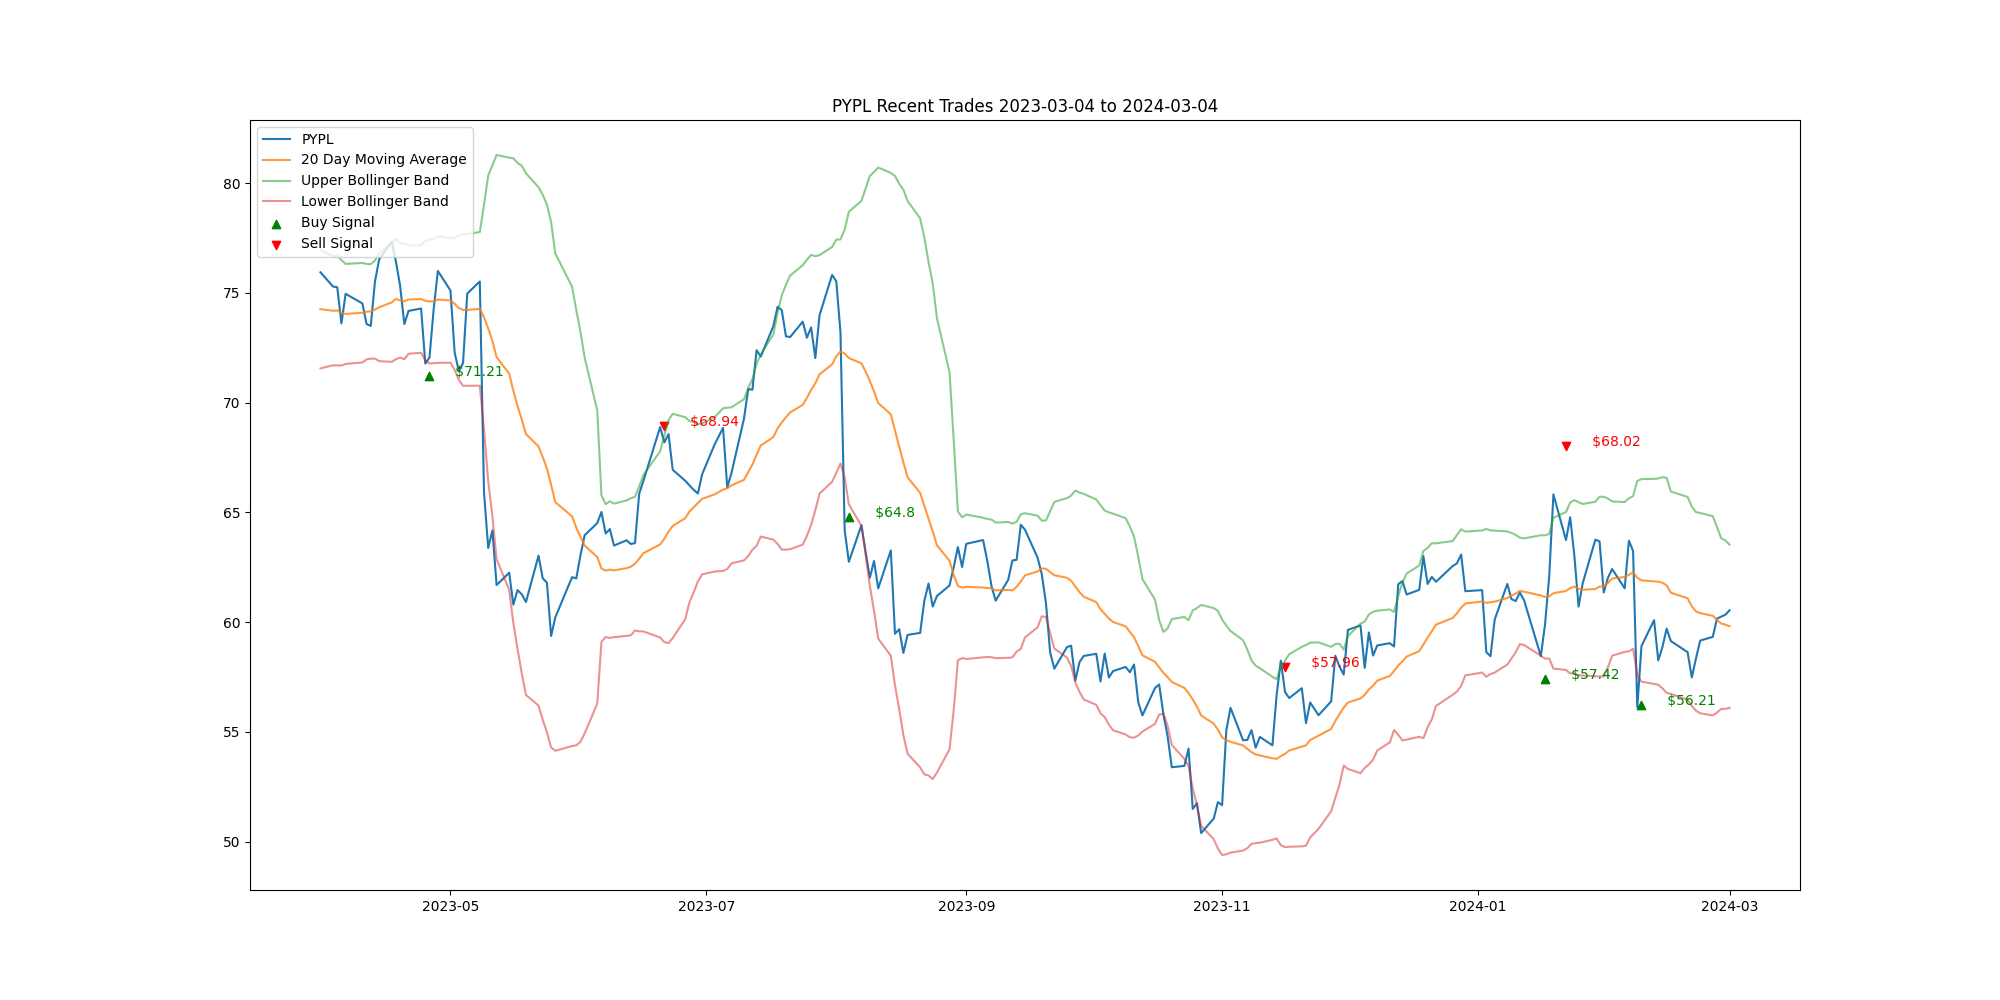 PYPL Recent Trades 2023-03-04 to 2024-03-04
PYPL
20 Day Moving Average
Upper Bollinger Band
Lower Bollinger Band
Buy Signal
Sell Signal
80
75
70
65
60
55
50
$71.21
$68.94
$64.8
$57.96
$68.02
$57.42
$56.21
2023-05
2023-07
2023-09
2023-11
2024-01
2024-03